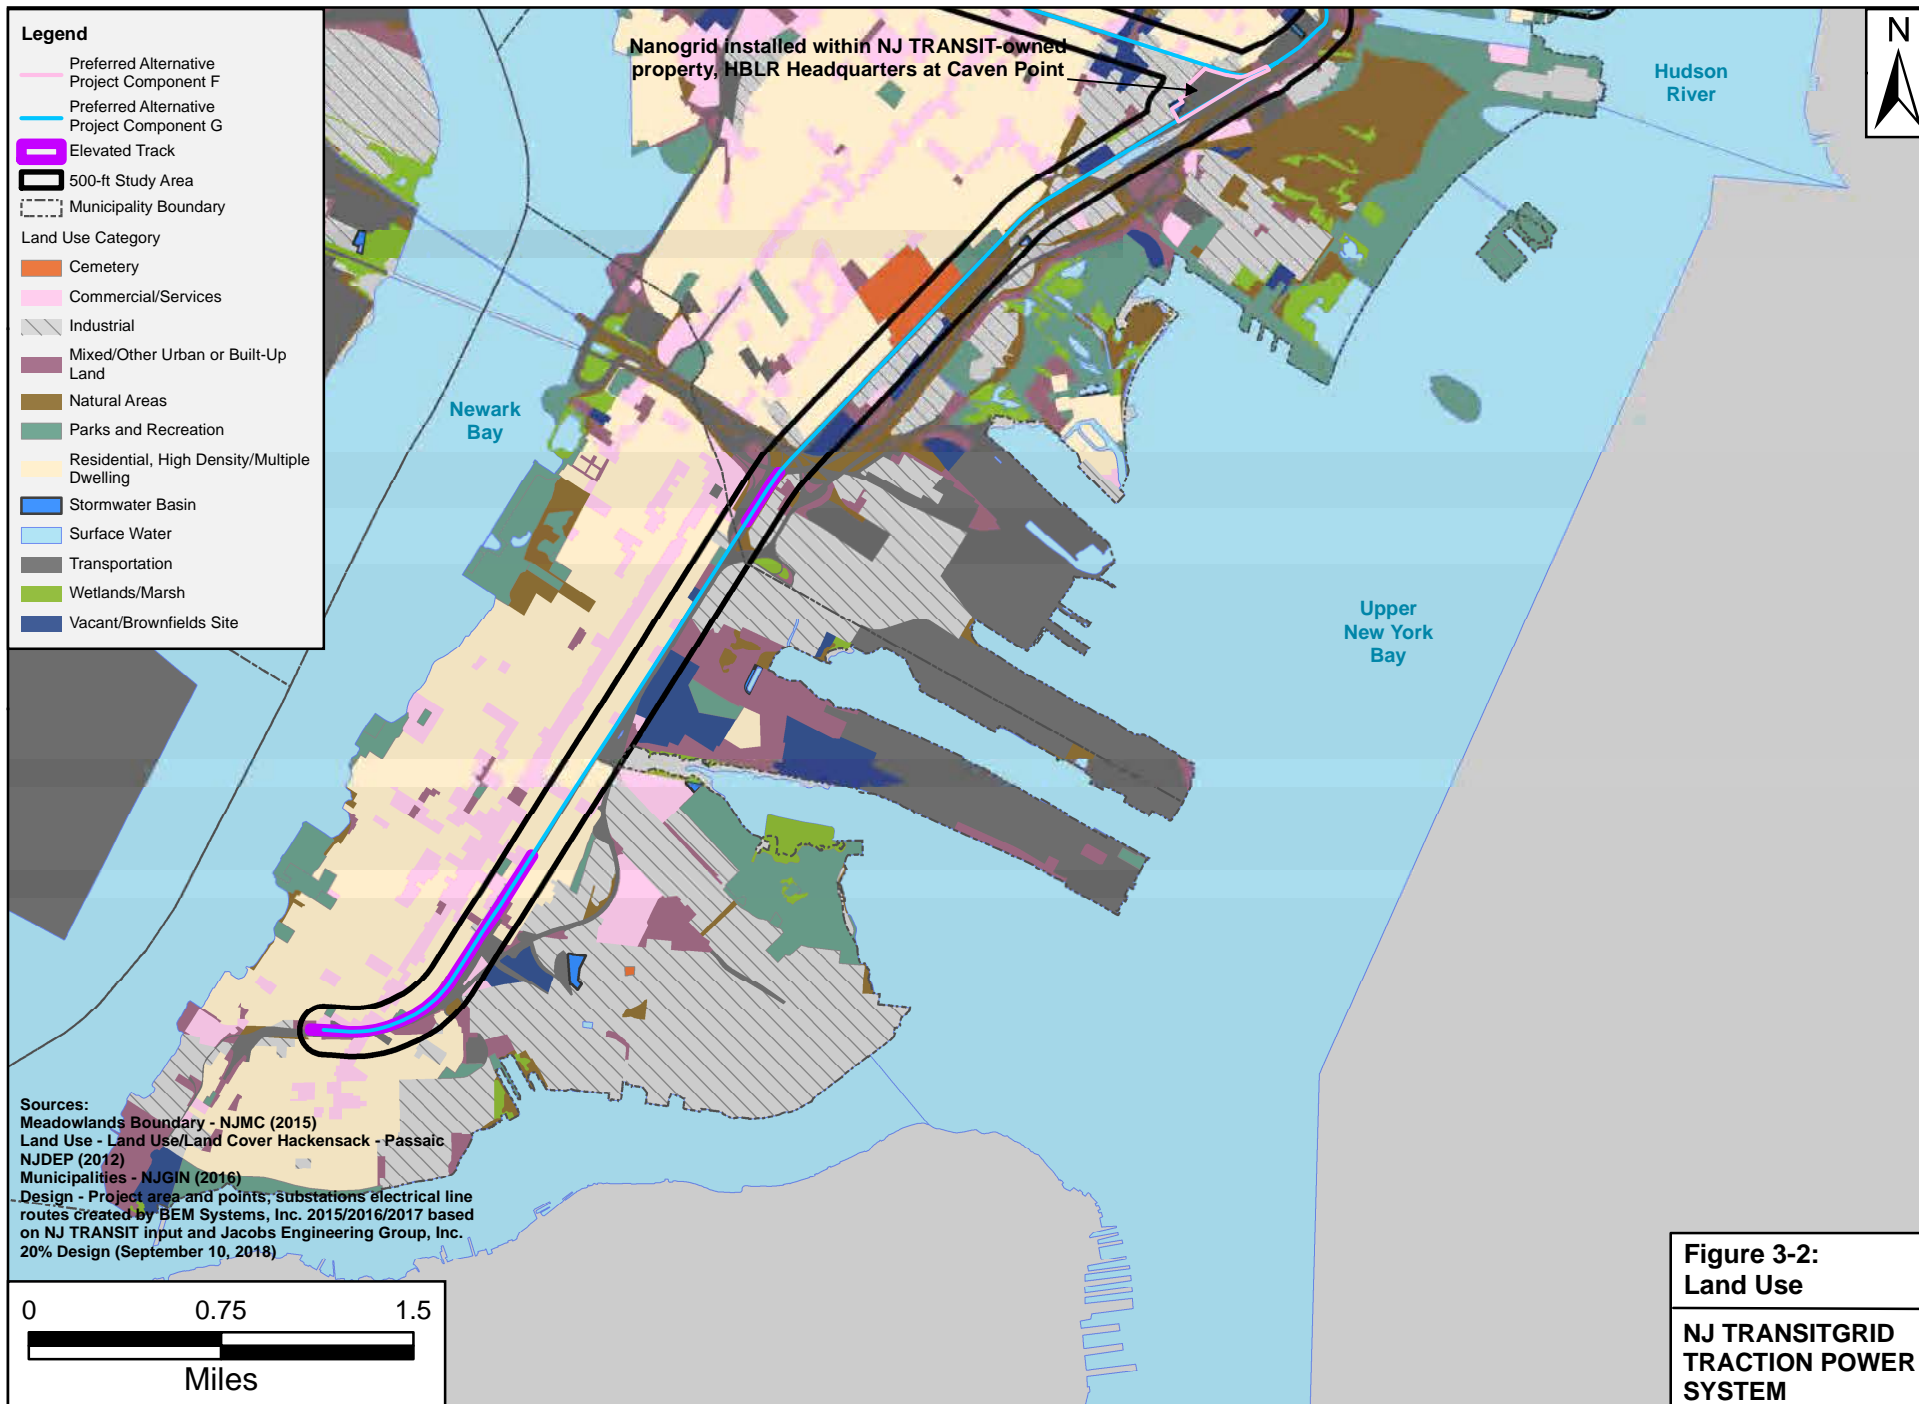 Legend
Preferred Alternative
Project Component F
Preferred Alternative
Project Component G
Elevated Track
500-ft Study Area
Municipality Boundary
Land Use Category
Cemetery
Commercial/Services
Industrial
Mixed/Other Urban or Built-Up
Land
Natural Areas
Parks and Recreation
Residential, High Density/Multiple
Dwelling
Stormwater Basin
Surface Water
Transportation
Wetlands/Marsh
Vacant/Brownfields Site
Nanogrid installed within NJ TRANSIT-owned
property, HBLR Headquarters at Caven Point
Hudson
River
N
Newark
Bay
Upper
New York
Bay
Sources:
Meadowlands Boundary - NJMC (2015)
Land Use - Land Use/Land Cover Hackensack - Passaic
NJDEP (2012)
Municipalities - NJGIN (2016)
Design - Project area and points; substations electrical line
routes created by BEM Systems, Inc. 2015/2016/2017 based
on NJ TRANSIT input and Jacobs Engineering Group, Inc.
20% Design (September 10, 2018)
0 0.75 1.5
Miles
Figure 3-2:
Land Use
NJ TRANSITGRID
TRACTION POWER
SYSTEM